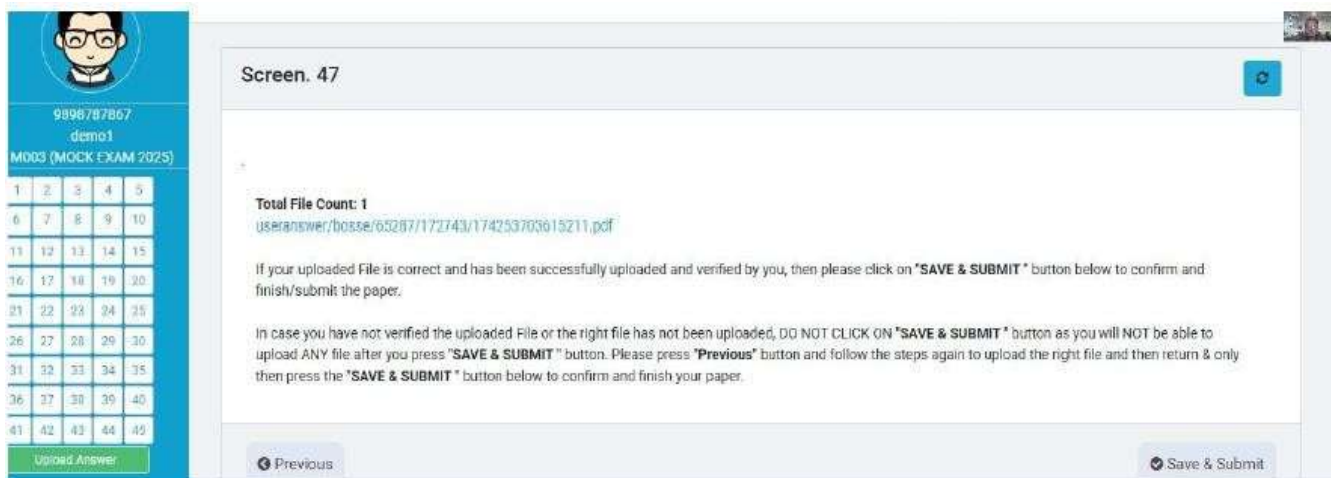 9898787867
demo1
M003 (MOCK EXAM 2025)
1 2 3 4 5
6 7 8 9 10
11 12 13 14 15
16 17 18 19 20
21 22 23 24 25
26 27 28 29 30
31 32 33 34 35
36 37 38 39 40
41 42 43 44 45
Upload Answer
Screen. 47
Total File Count: 1
useranswer/bosse/65287/172743/174253703615211.pdf
If your uploaded File is correct and has been successfully uploaded and verified by you, then please click on "SAVE & SUBMIT " button below to confirm and
finish/submit the paper.
In case you have not verified the uploaded File or the right file has not been uploaded, DO NOT CLICK ON "SAVE & SUBMIT " button as you will NOT be able to
upload ANY file after you press "SAVE & SUBMIT " button. Please press "Previous" button and follow the steps again to upload the right file and then return & only
then press the "SAVE & SUBMIT " button below to confirm and finish your paper.
Previous
Save & Submit